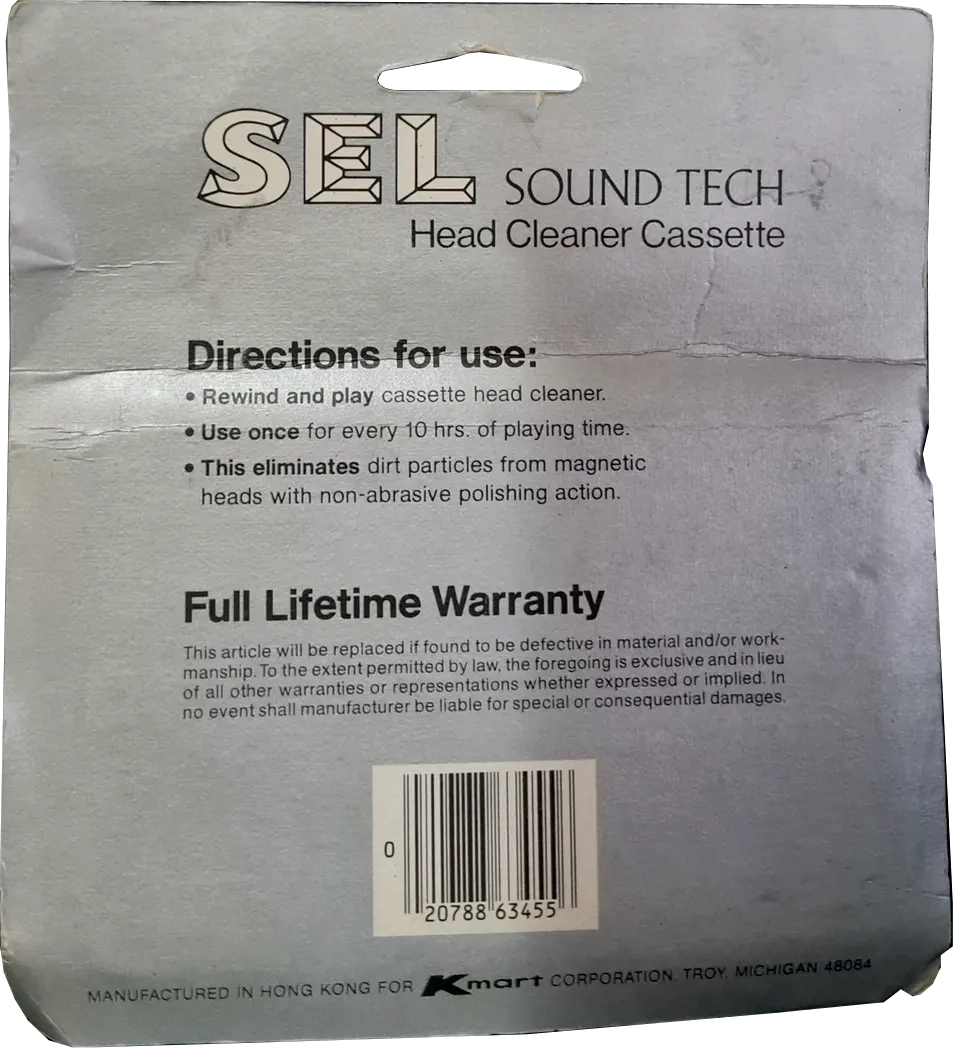 SEL SOUND TECH
Head Cleaner Cassette
Directions for use:
• Rewind and play cassette head cleaner.
• Use once for every 10 hrs. of playing time.
• This eliminates dirt particles from magnetic
heads with non-abrasive polishing action.
Full Lifetime Warranty
This article will be replaced if found to be defective in material and/or work-
manship. To the extent permitted by law, the foregoing is exclusive and in lieu
of all other warranties or representations whether expressed or implied. In
no event shall manufacturer be liable for special or consequential damages.
0 20788 63455
MANUFACTURED IN HONG KONG FOR Kmart CORPORATION. TROY, MICHIGAN 48084